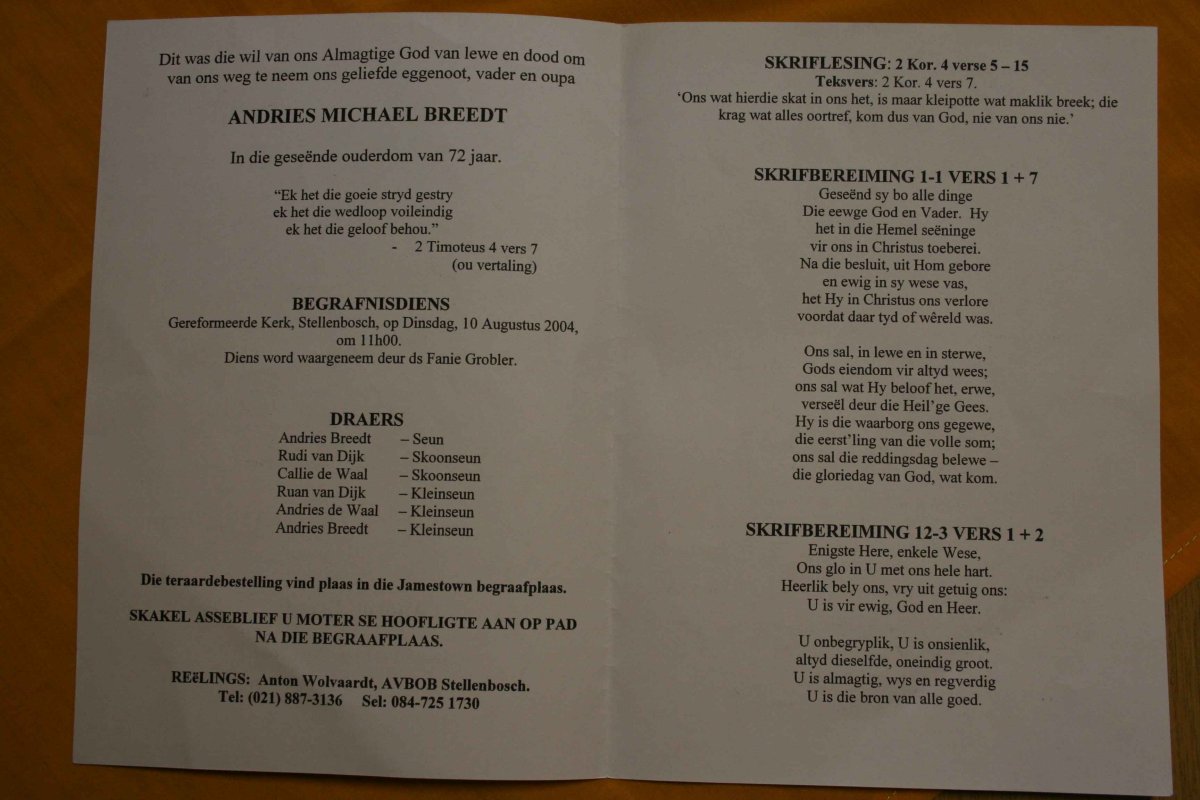 Dit was die wil van ons Almagtige God van lewe en dood om
van ons weg te neem ons geliefde eggenoot, vader en oupa
ANDRIES MICHAEL BREEDT
In die geseënde ouderdom van 72 jaar.
“Ek het die goeie stryd gestry
ek het die wedloop voileindig
ek het die geloof behou.”
- 2 Timoteus 4 vers 7
(ou vertaling)
BEGRAFNISDIENS
Gereformeerde Kerk, Stellenbosch, op Dinsdag, 10 Augustus 2004,
om 11h00.
Diens word waargeneem deur ds Fanie Grobler.
DRAERS
Andries Breedt – Seun
Rudi van Dijk – Skoonseun
Callie de Waal – Skoonseun
Ruan van Dijk – Kleinseun
Andries de Waal – Kleinseun
Andries Breedt – Kleinseun
Die teraardebestelling vind plaas in die Jamestown begraafplaas.
SKAKEL ASSEBLIEF U MOTER SE HOOFLIGTE AAN OP PAD
NA DIE BEGRAAFPLAAS.
REëLINGS: Anton Wolvaardt, AVBOB Stellenbosch.
Tel: (021) 887-3136 Sel: 084-725 1730
SKRIFLESING: 2 Kor. 4 verse 5 – 15
Teksvers: 2 Kor. 4 vers 7.
‘Ons wat hierdie skat in ons het, is maar kleipotte wat maklik breek; die
krag wat alles oortref, kom dus van God, nie van ons nie.’
SKRIFBEREIMING 1-1 VERS 1 + 7
Geseënd sy bo alle dinge
Die eewge God en Vader. Hy
het in die Hemel seëninge
vir ons in Christus toeberei.
Na die besluit, uit Hom gebore
en ewig in sy wese vas,
het Hy in Christus ons verlore
voordat daar tyd of wêreld was.
Ons sal, in lewe en in sterwe,
Gods eiendom vir altyd wees;
ons sal wat Hy beloof het, erwe,
verseël deur die Heil’ge Gees.
Hy is die waarborg ons gegewe,
die eerst’ling van die volle som;
ons sal die reddingsdag belewe –
die gloriedag van God, wat kom.
SKRIFBEREIMING 12-3 VERS 1 + 2
Enigste Here, enkele Wese,
Ons glo in U met ons hele hart.
Heerlik bely ons, vry uit getuig ons:
U is vir ewig, God en Heer.
U onbegryplik, U is onsienlik,
altyd dieselfde, oneindig groot.
U is almagtig, wys en regverdig
U is die bron van alle goed.